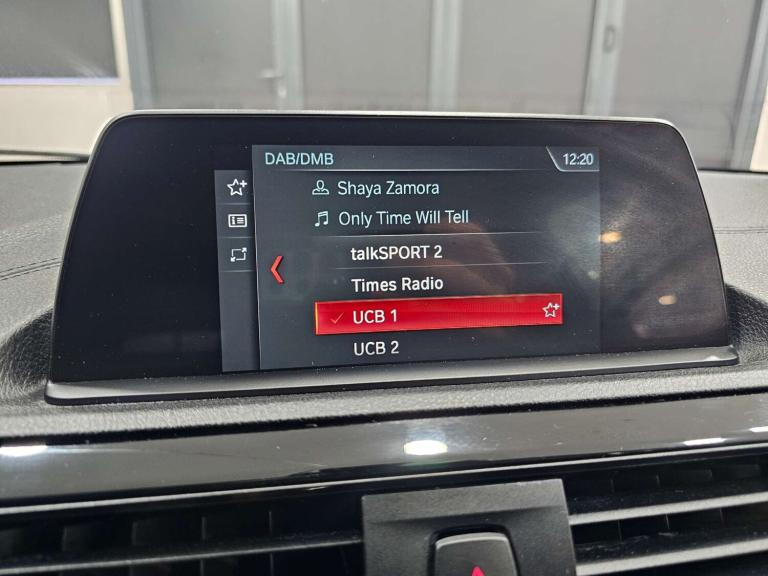 DAB/DMB 12:20
Shaya Zamora
Only Time Will Tell
talkSPORT 2
Times Radio
UCB 1
UCB 2